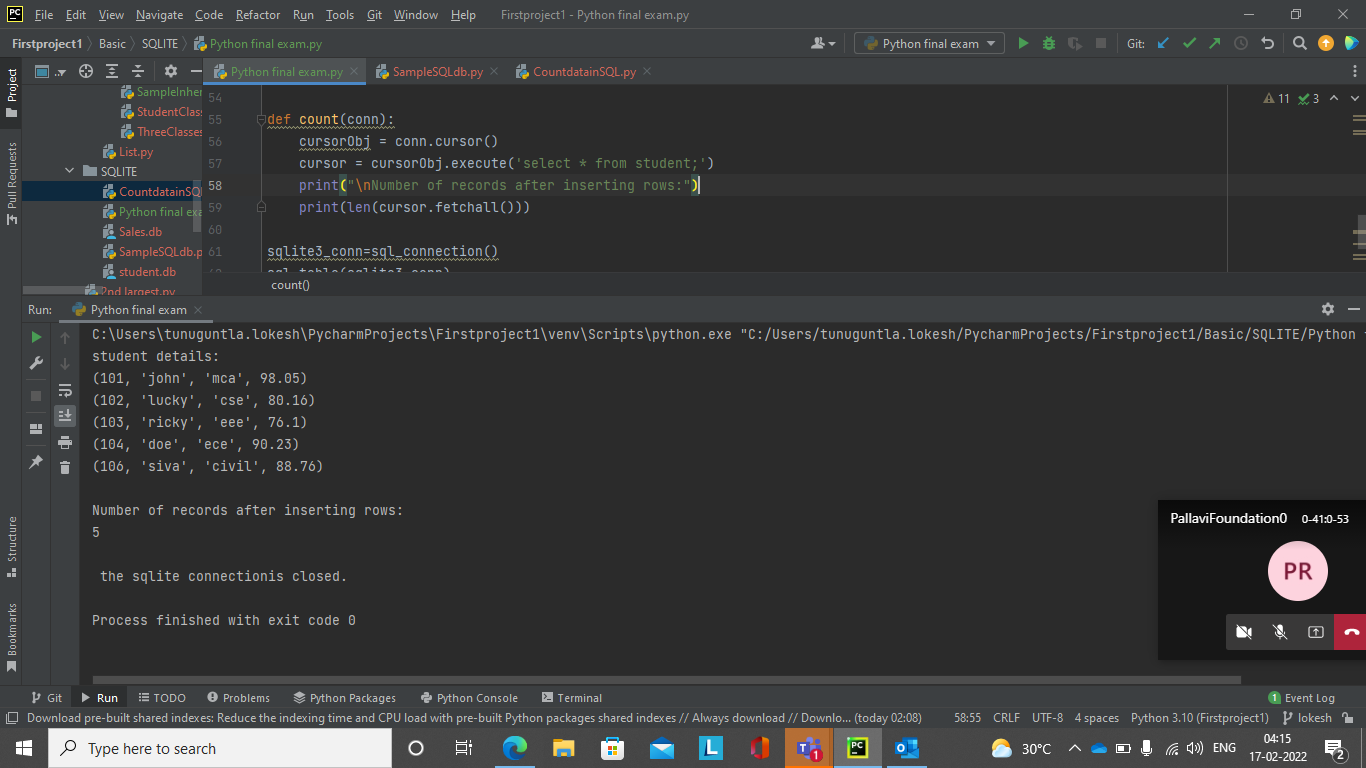 File Edit View Navigate Code Refactor Run Tools Git Window Help Firstproject1 - Python final exam.py
Firstproject1 Basic SQLITE Python final exam.py Python final exam Git:
Project
Pull Requests
Structure
Bookmarks
Python final exam.py SampleSQLdb.py CountdatainSQL.py
SampleInher
StudentClas
ThreeClasses
List.py
SQLITE
CountdatainSQ
Python final exa
Sales.db
SampleSQLdb.p
student.db
2nd largest.py
11 3
54
55 def count(conn):
56 cursorObj = conn.cursor()
57 cursor = cursorObj.execute('select * from student;')
58 print("\nNumber of records after inserting rows:")
59 print(len(cursor.fetchall()))
60
61 sqlite3_conn=sql_connection()
sql_table(sqlite3_conn)
count()
Run: Python final exam
C:\Users\tunuguntla.lokesh\PycharmProjects\Firstproject1\venv\Scripts\python.exe "C:/Users/tunuguntla.lokesh/PycharmProjects/Firstproject1/Basic/SQLITE/Python
student details:
(101, 'john', 'mca', 98.05)
(102, 'lucky', 'cse', 80.16)
(103, 'ricky', 'eee', 76.1)
(104, 'doe', 'ece', 90.23)
(106, 'siva', 'civil', 88.76)
Number of records after inserting rows:
5
the sqlite connectionis closed.
Process finished with exit code 0
PallaviFoundation0 0-41:0-53
PR
Git Run TODO Problems Python Packages Python Console Terminal 1 Event Log
Download pre-built shared indexes: Reduce the indexing time and CPU load with pre-built Python packages shared indexes // Always download // Downlo... (today 02:08) 58:55 CRLF UTF-8 4 spaces Python 3.10 (Firstproject1) lokesh
Type here to search 1 30°C ENG 04:15
17-02-2022 2